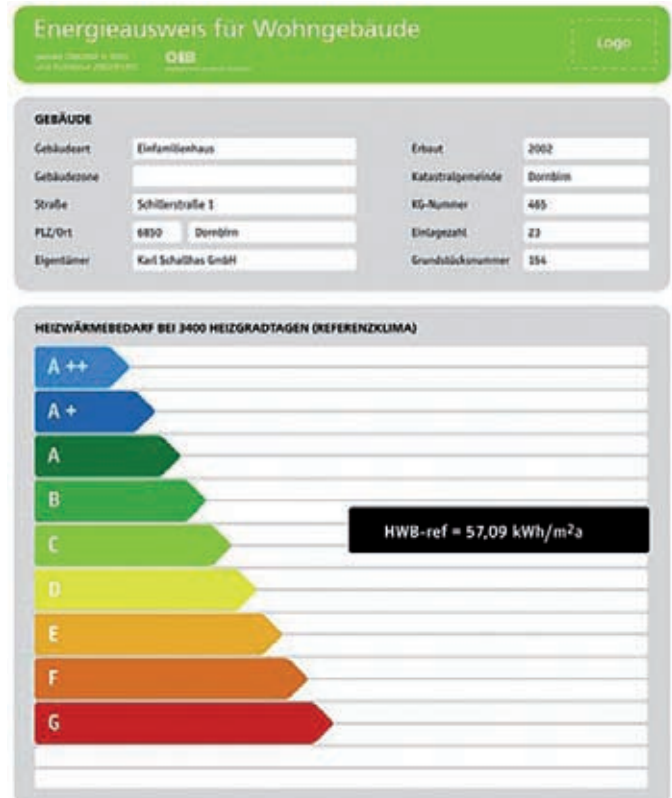 Energieausweis für Wohngebäude
OIB
Logo
GEBÄUDE
Gebäudeart Einfamilienhaus
Gebäudezone
Straße Schillerstraße 1
PLZ/Ort 6850 Dornbirn
Eigentümer Karl Schallhas GmbH
Erbaut 2002
Katastralgemeinde Dornbirn
KG-Nummer 465
Einlagezahl 23
Grundstücksnummer 154
HEIZWÄRMEBEDARF BEI 3400 HEIZGRADTAGEN (REFERENZKLIMA)
A ++
A +
A
B
HWB-ref = 57,09 kWh/m²a
C
D
E
F
G